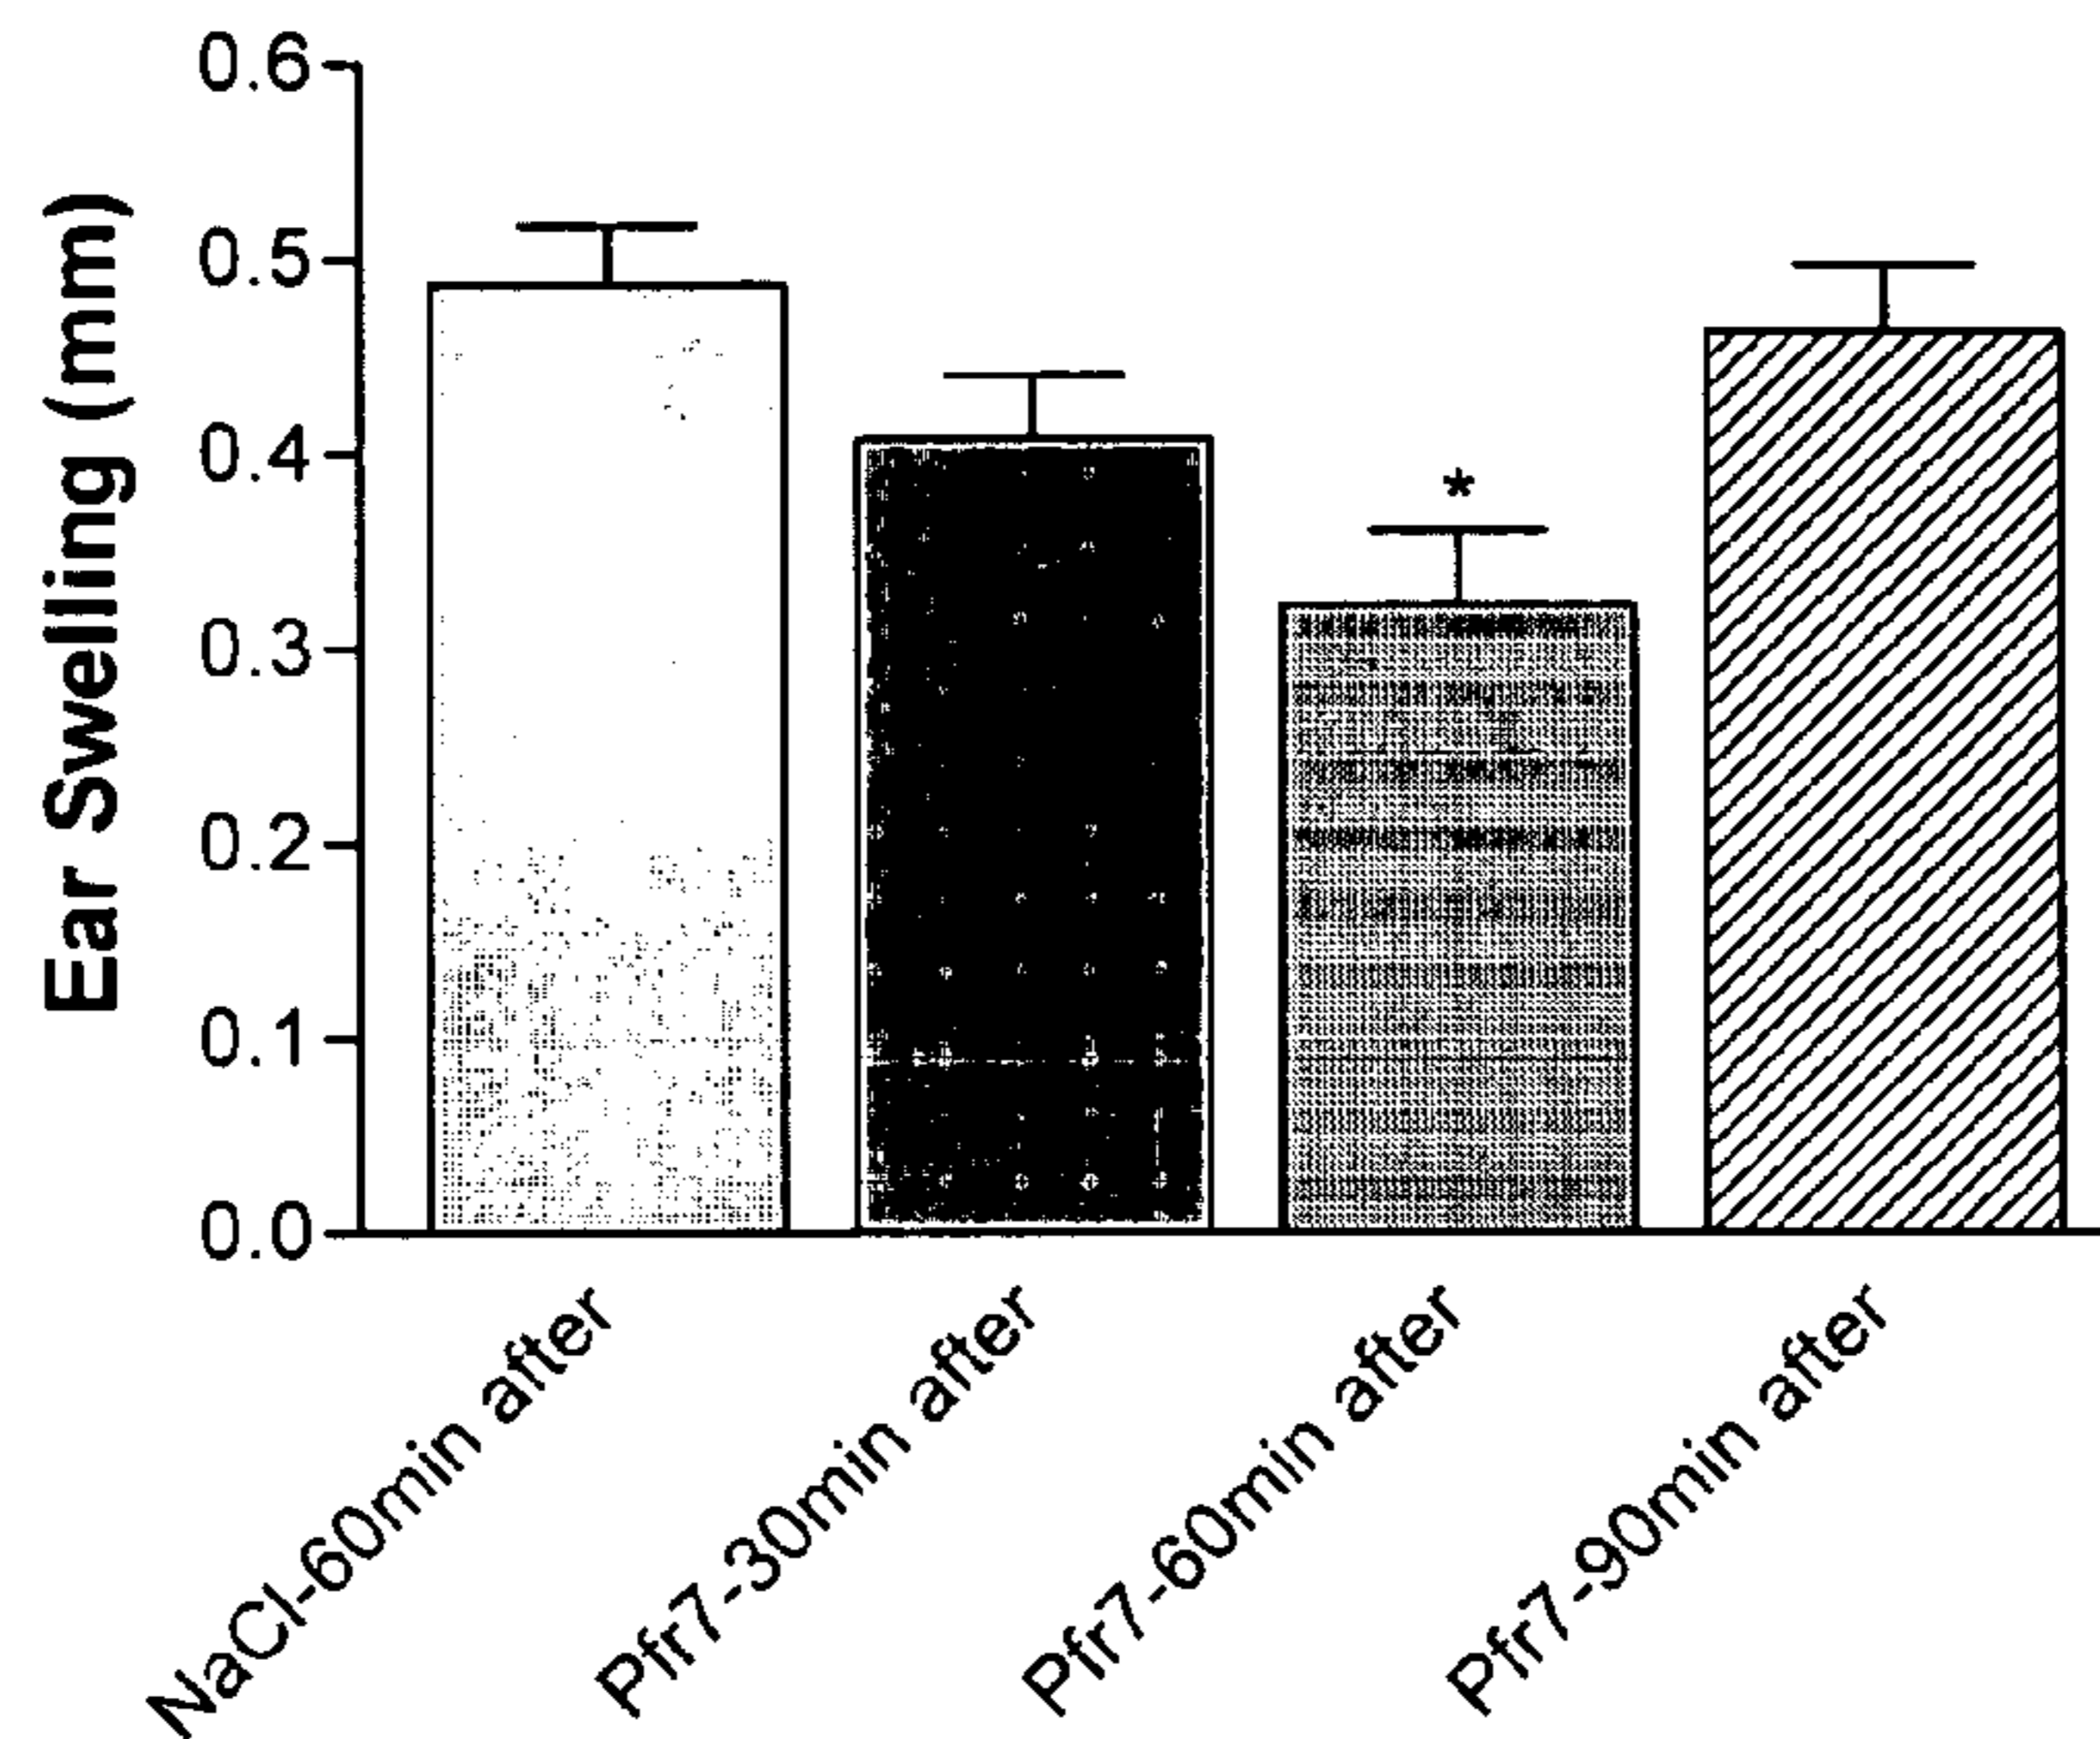 Ear Swelling (mm)
0.6
0.5
0.4
0.3
0.2
0.1
0.0
*
NaCl-60min after
Pfr7-30min after
Pfr7-60min after
Pfr7-90min after